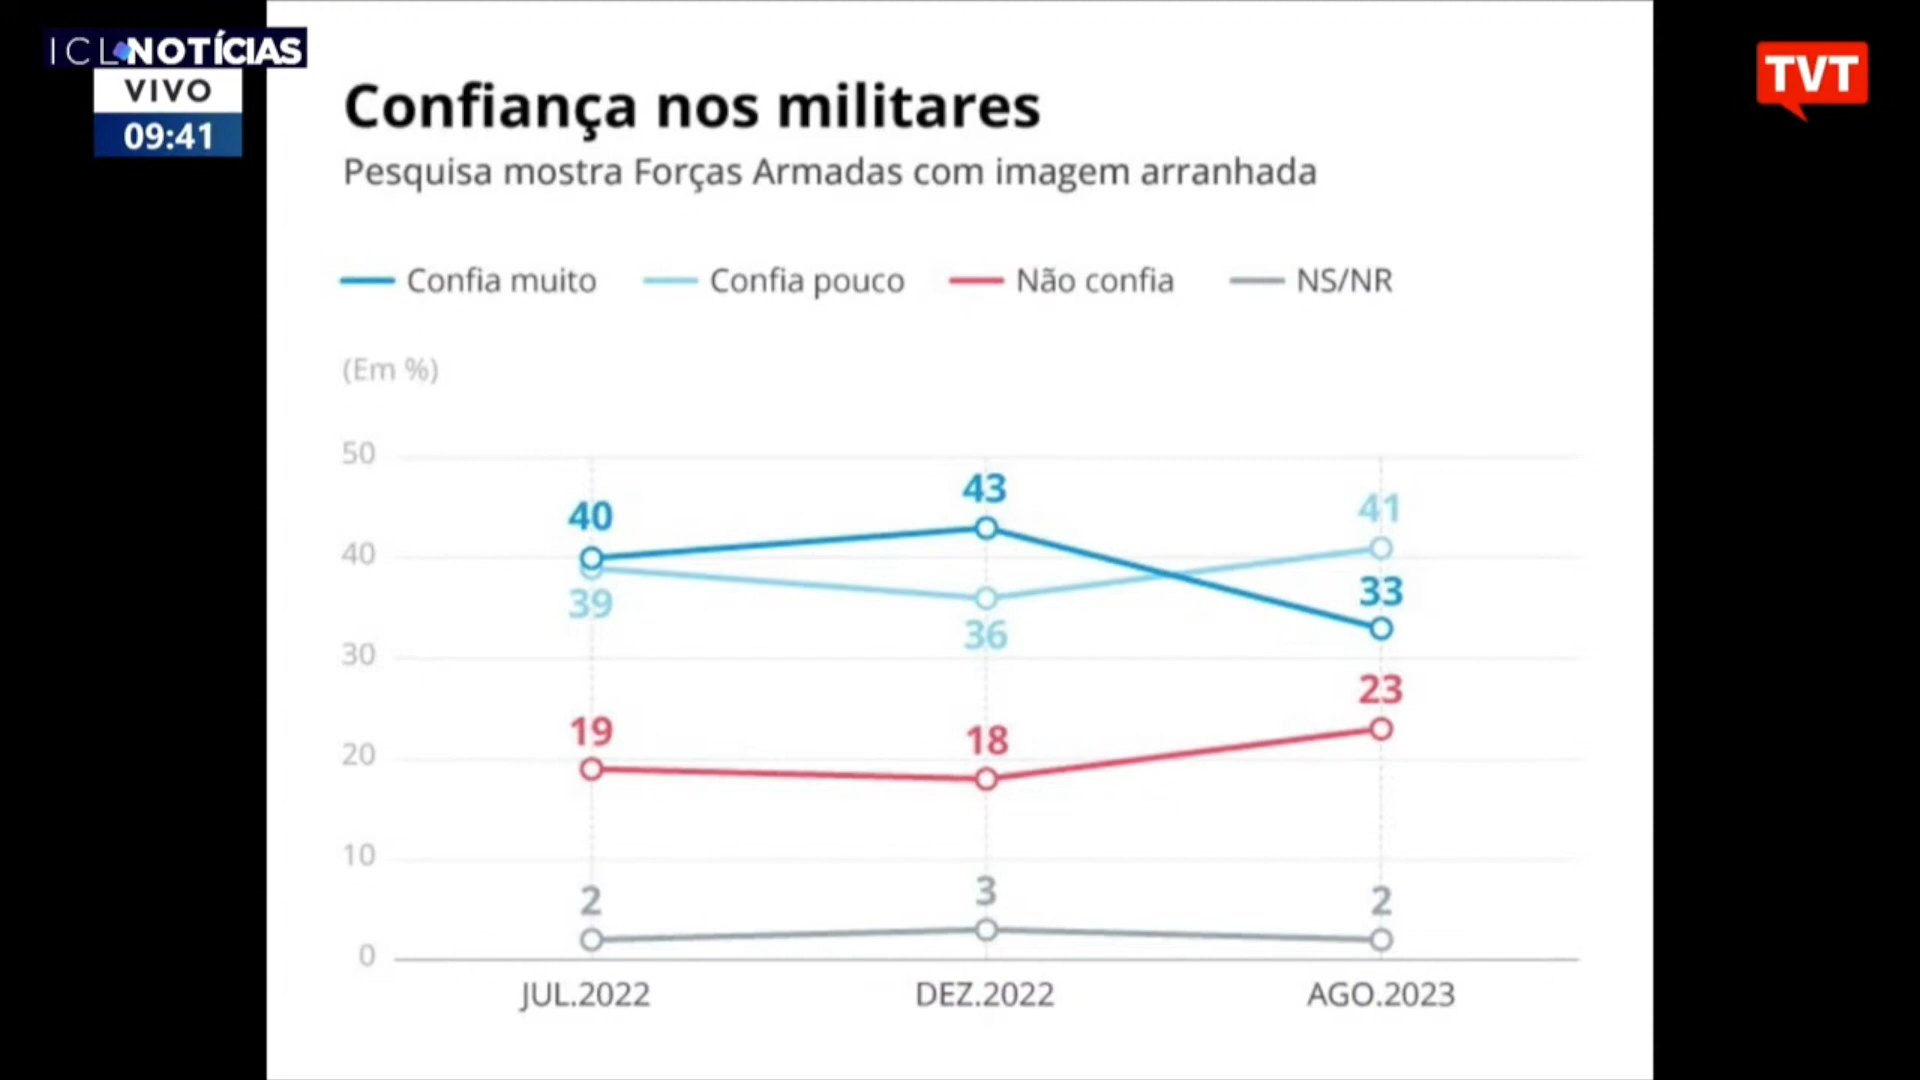 ICL NOTÍCIAS
VIVO
09:41
TVT
Confiança nos militares
Pesquisa mostra Forças Armadas com imagem arranhada
Confia muito Confia pouco Não confia NS/NR
(Em %)
50
40 43 41
40
39 36 33
30
19 18 23
20
10
2 3 2
0
JUL.2022 DEZ.2022 AGO.2023